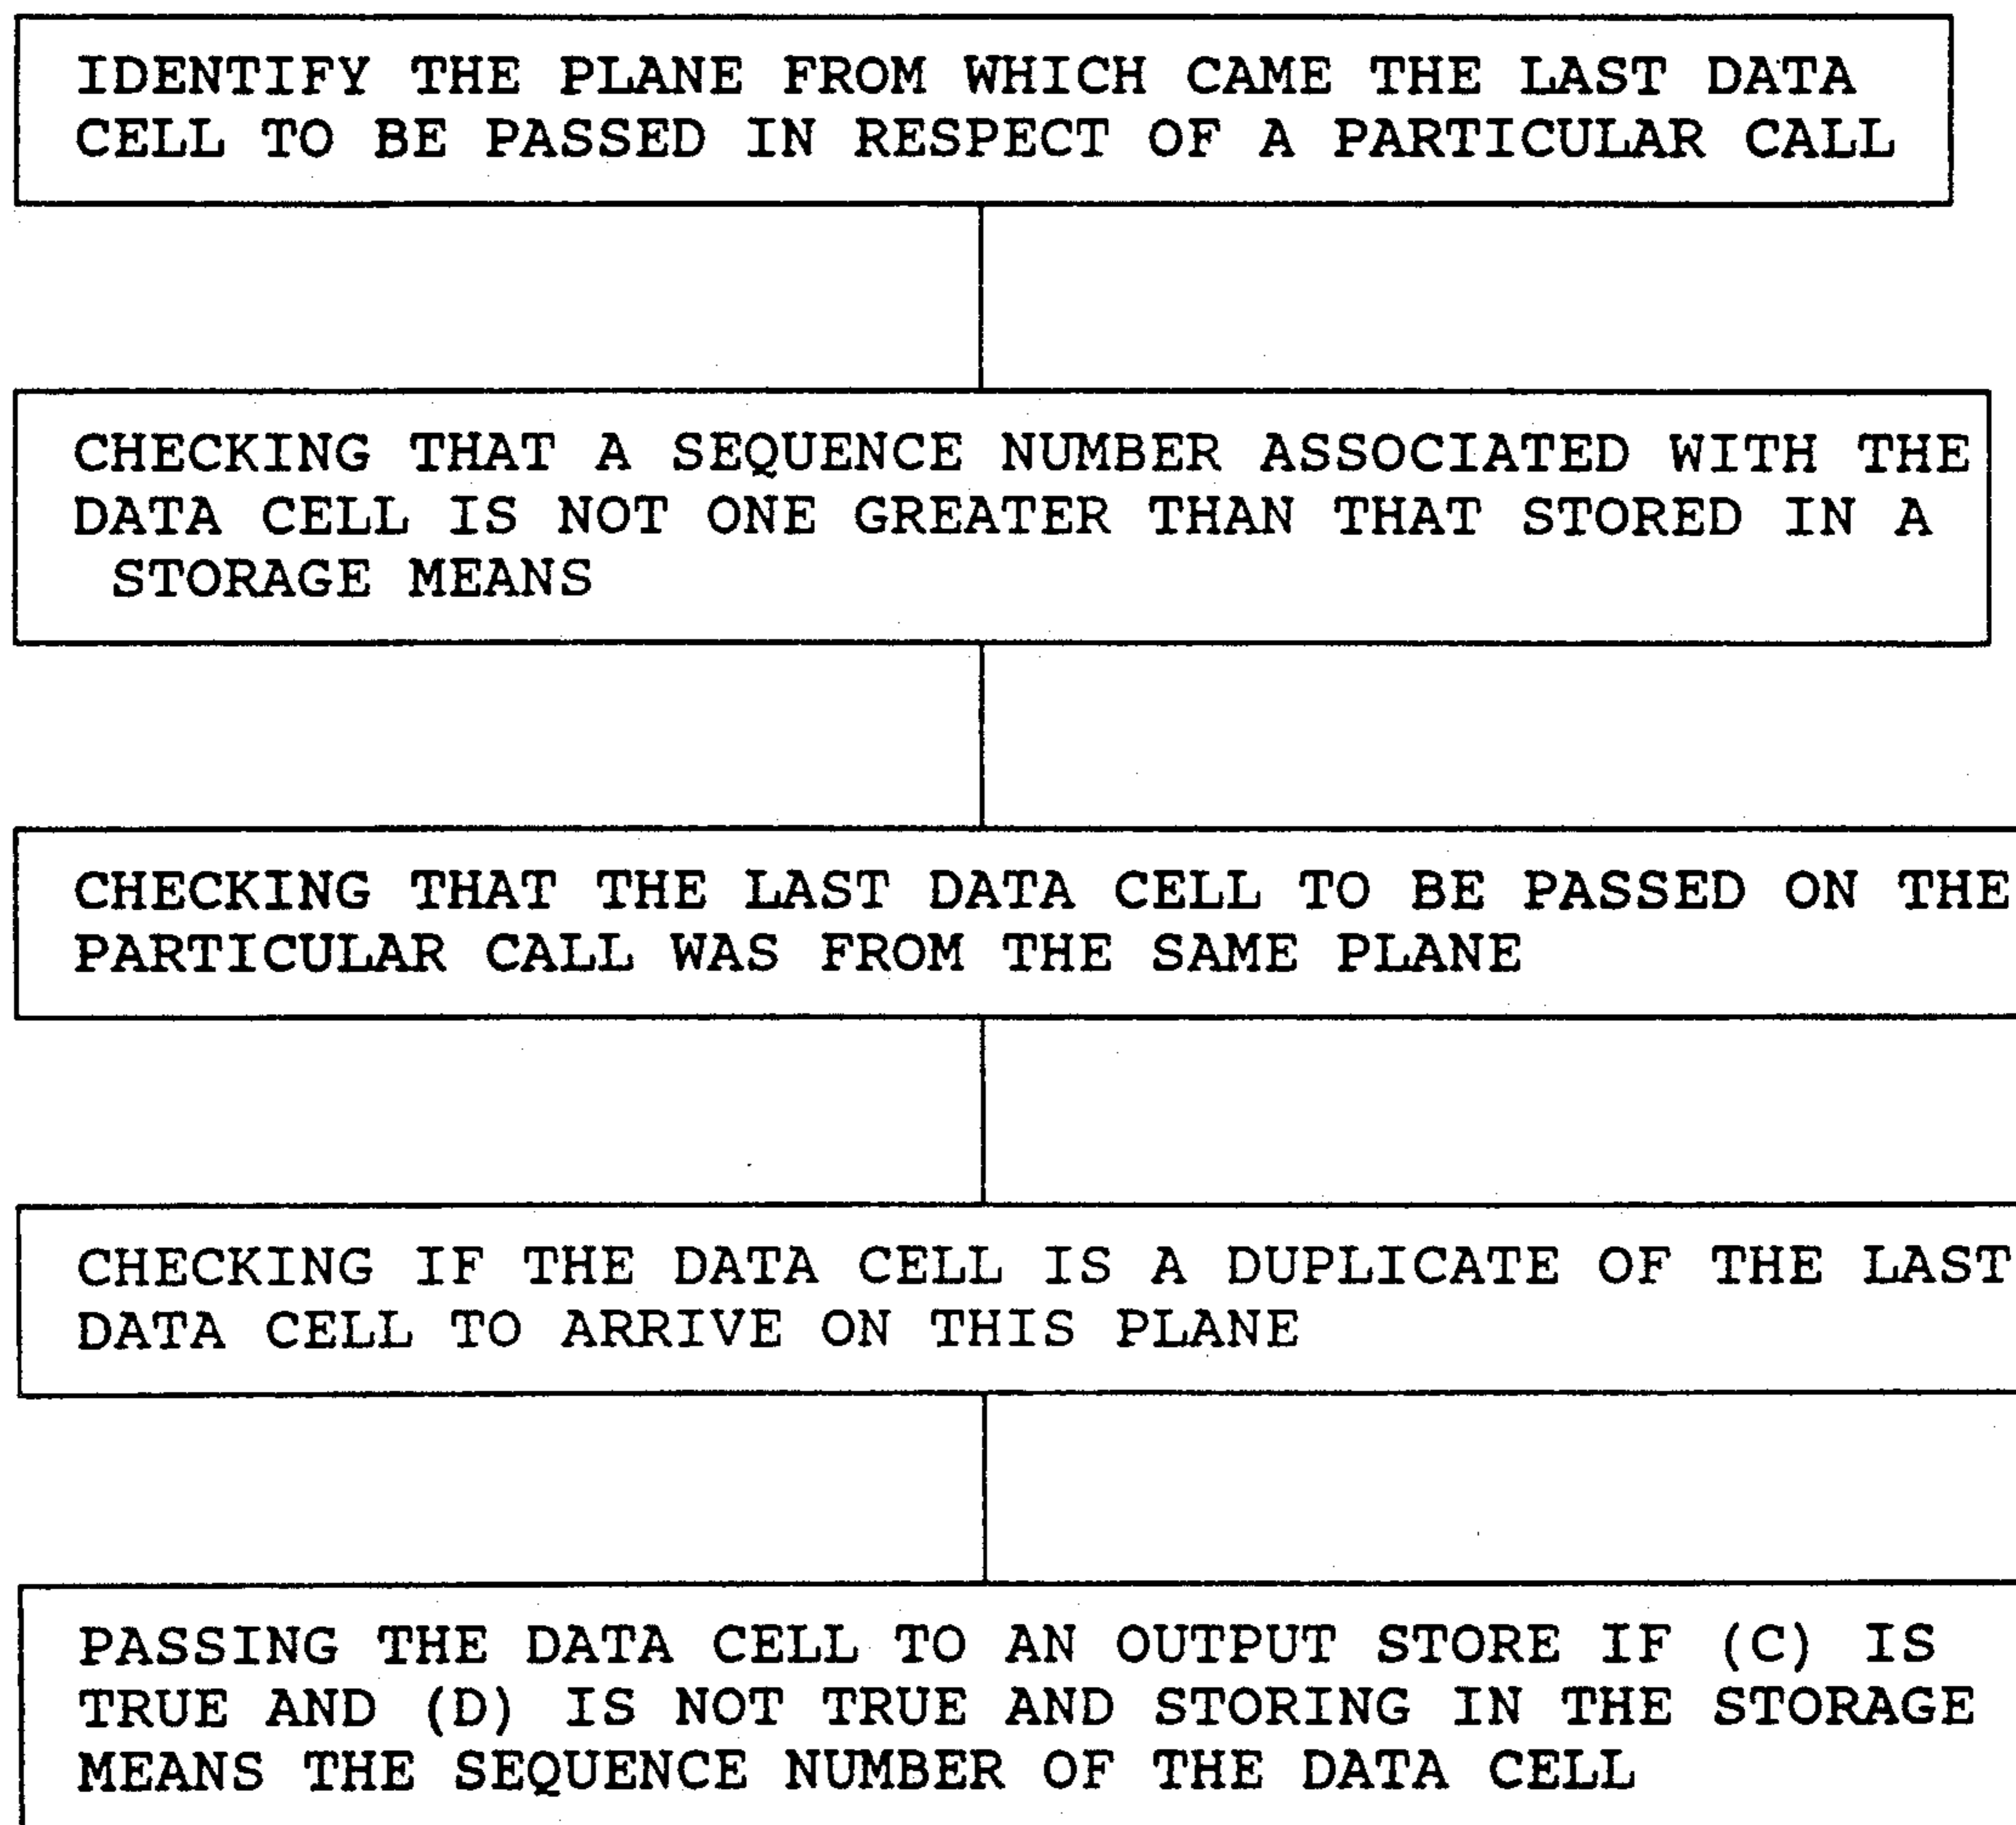 IDENTIFY THE PLANE FROM WHICH CAME THE LAST DATA
CELL TO BE PASSED IN RESPECT OF A PARTICULAR CALL
CHECKING THAT A SEQUENCE NUMBER ASSOCIATED WITH THE
DATA CELL IS NOT ONE GREATER THAN THAT STORED IN A
STORAGE MEANS
CHECKING THAT THE LAST DATA CELL TO BE PASSED ON THE
PARTICULAR CALL WAS FROM THE SAME PLANE
CHECKING IF THE DATA CELL IS A DUPLICATE OF THE LAST
DATA CELL TO ARRIVE ON THIS PLANE
PASSING THE DATA CELL TO AN OUTPUT STORE IF (C) IS
TRUE AND (D) IS NOT TRUE AND STORING IN THE STORAGE
MEANS THE SEQUENCE NUMBER OF THE DATA CELL